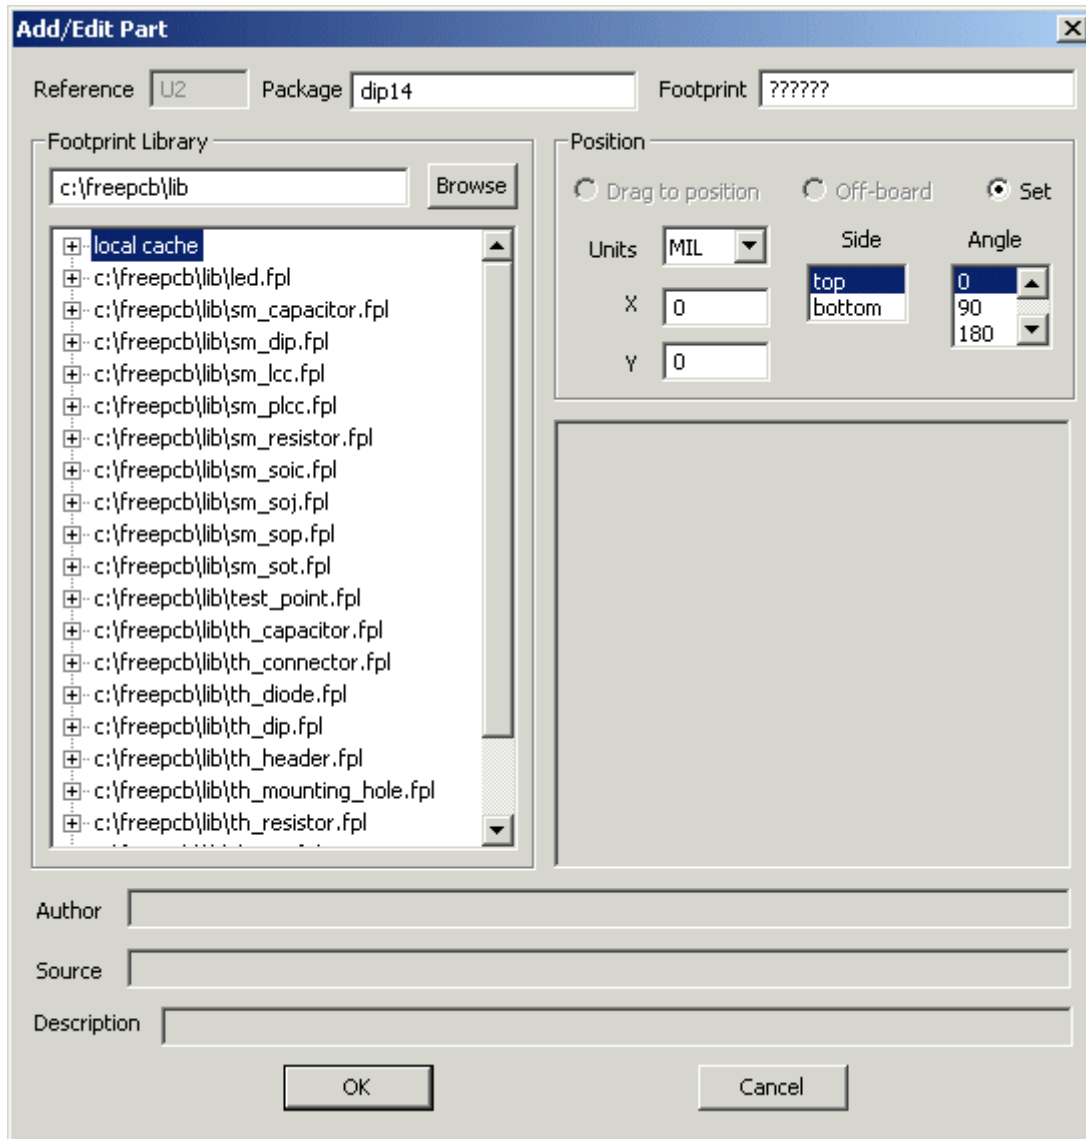 Add/Edit Part
Reference U2 Package dip14 Footprint ??????
Footprint Library
c:\freepcb\lib Browse
local cache
c:\freepcb\lib\led.fpl
c:\freepcb\lib\sm_capacitor.fpl
c:\freepcb\lib\sm_dip.fpl
c:\freepcb\lib\sm_lcc.fpl
c:\freepcb\lib\sm_plcc.fpl
c:\freepcb\lib\sm_resistor.fpl
c:\freepcb\lib\sm_soic.fpl
c:\freepcb\lib\sm_soj.fpl
c:\freepcb\lib\sm_sop.fpl
c:\freepcb\lib\sm_sot.fpl
c:\freepcb\lib\test_point.fpl
c:\freepcb\lib\th_capacitor.fpl
c:\freepcb\lib\th_connector.fpl
c:\freepcb\lib\th_diode.fpl
c:\freepcb\lib\th_dip.fpl
c:\freepcb\lib\th_header.fpl
c:\freepcb\lib\th_mounting_hole.fpl
c:\freepcb\lib\th_resistor.fpl
Position
Drag to position Off-board Set
Units MIL Side Angle
X 0 top 0
bottom 90
Y 0 180
Author
Source
Description
OK Cancel